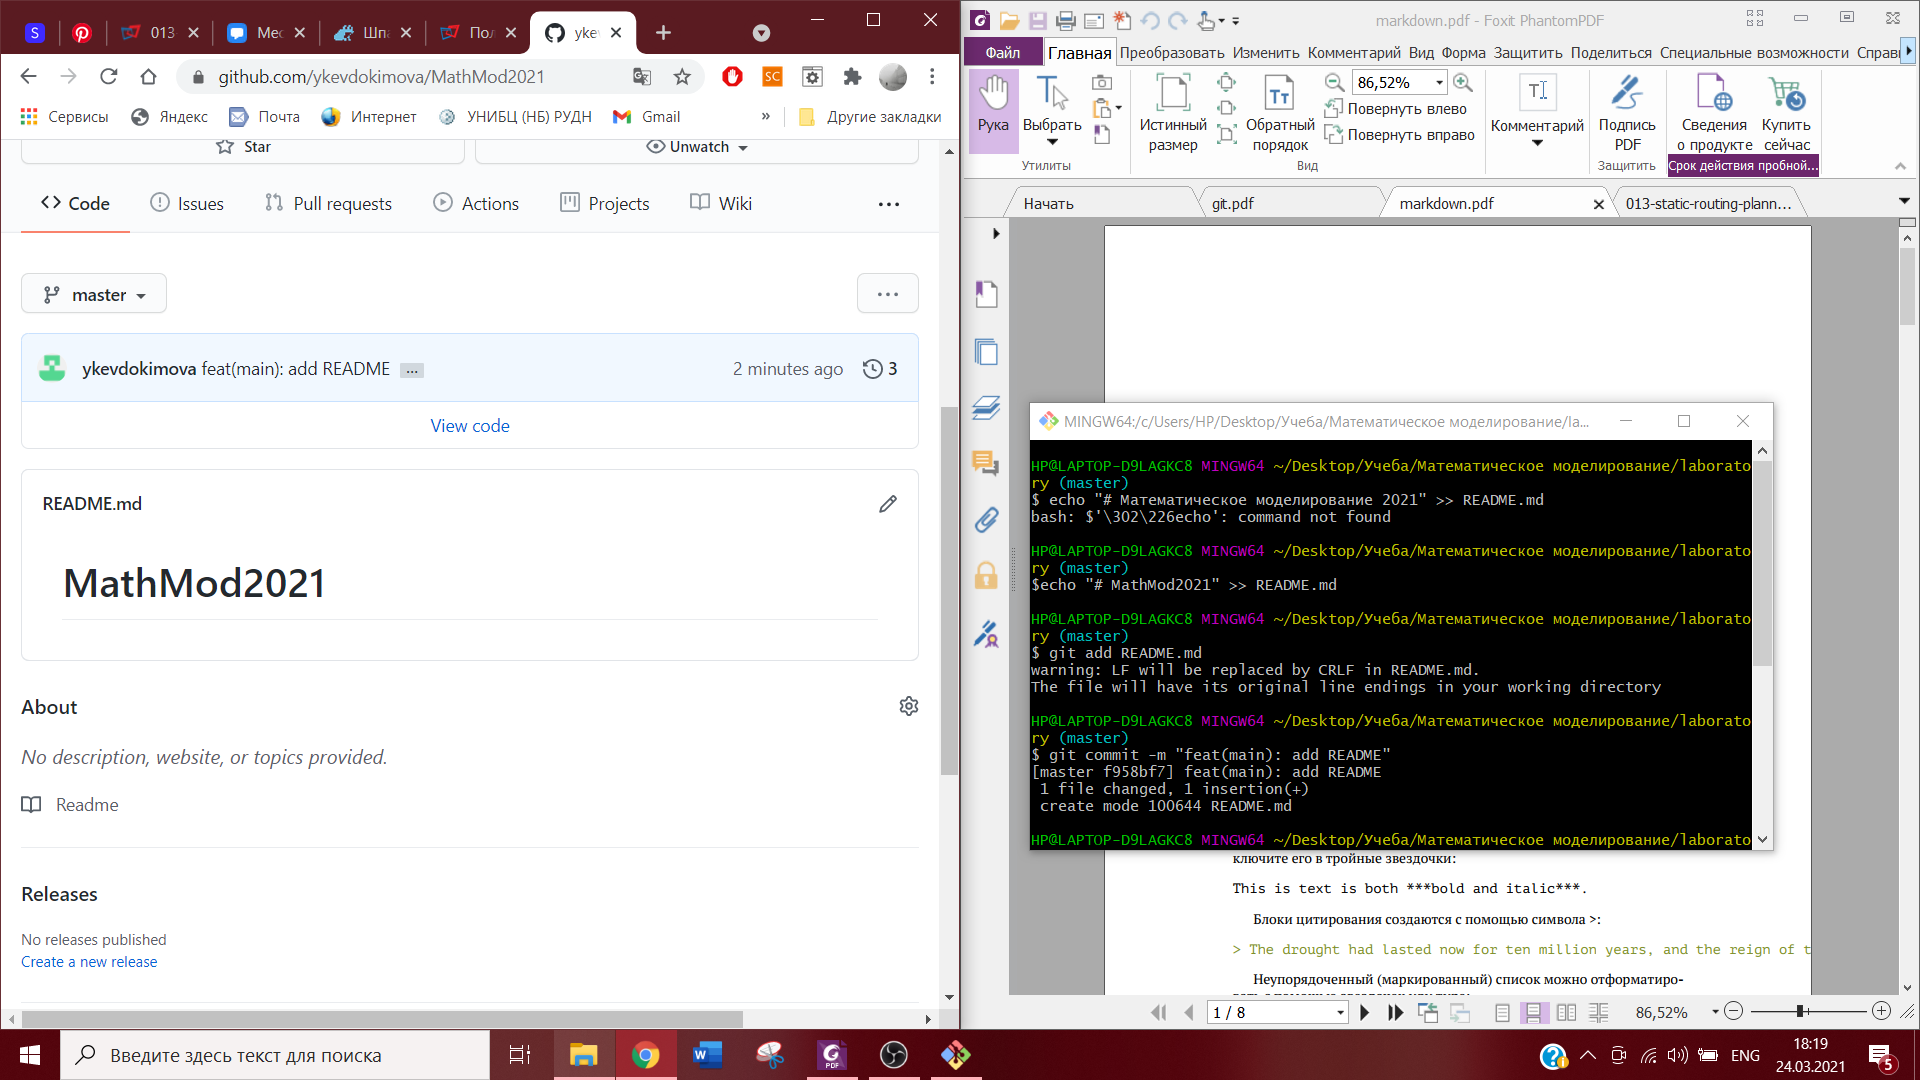 S
013-
Мес
Шпа
Пол
ykev
github.com/ykevdokimova/MathMod2021
SC
Сервисы
Яндекс
Почта
Интернет
УНИБЦ (НБ) РУДН
Gmail
»
Другие закладки
Star
Unwatch
Code
Issues
Pull requests
Actions
Projects
Wiki
master
ykevdokimova feat(main): add README ...
2 minutes ago
3
View code
README.md
MathMod2021
About
No description, website, or topics provided.
Readme
Releases
No releases published
Create a new release
markdown.pdf - Foxit PhantomPDF
Файл
Главная
Преобразовать
Изменить
Комментарий
Вид
Форма
Защитить
Поделиться
Специальные возможности
Справ
Рука
Выбрать
Истинный
размер
Обратный
порядок
86,52%
Повернуть влево
Повернуть вправо
Комментарий
Подпись
PDF
Сведения
о продукте
Купить
сейчас
Утилиты
Вид
Защитить
Срок действия пробной...
Начать
git.pdf
markdown.pdf
013-static-routing-plann...
MINGW64:/c/Users/HP/Desktop/Учеба/Математическое моделирование/la...
HP@LAPTOP-D9LAGKC8 MINGW64 ~/Desktop/Учеба/Математическое моделирование/laborato
ry (master)
$ echo "# Математическое моделирование 2021" >> README.md
bash: $'\302\226echo': command not found
HP@LAPTOP-D9LAGKC8 MINGW64 ~/Desktop/Учеба/Математическое моделирование/laborato
ry (master)
$echo "# MathMod2021" >> README.md
HP@LAPTOP-D9LAGKC8 MINGW64 ~/Desktop/Учеба/Математическое моделирование/laborato
ry (master)
$ git add README.md
warning: LF will be replaced by CRLF in README.md.
The file will have its original line endings in your working directory
HP@LAPTOP-D9LAGKC8 MINGW64 ~/Desktop/Учеба/Математическое моделирование/laborato
ry (master)
$ git commit -m "feat(main): add README"
[master f958bf7] feat(main): add README
1 file changed, 1 insertion(+)
create mode 100644 README.md
HP@LAPTOP-D9LAGKC8 MINGW64 ~/Desktop/Учеба/Математическое моделирование/laborato
ключите его в тройные звездочки:
This is text is both ***bold and italic***.
Блоки цитирования создаются с помощью символа >:
> The drought had lasted now for ten million years, and the reign of t
Неупорядоченный (маркированный) список можно отформатиро-
1 / 8
86,52%
Введите здесь текст для поиска
ENG
18:19
24.03.2021
5